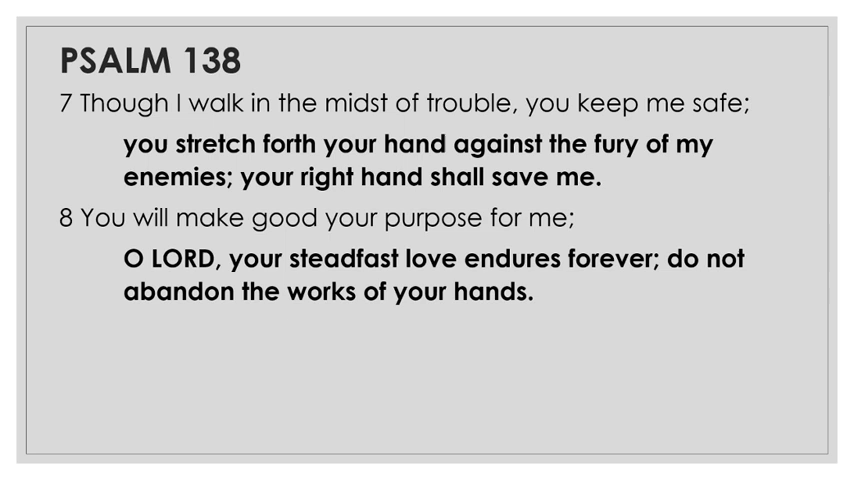 PSALM 138
7 Though I walk in the midst of trouble, you keep me safe;
you stretch forth your hand against the fury of my
enemies; your right hand shall save me.
8 You will make good your purpose for me;
O LORD, your steadfast love endures forever; do not
abandon the works of your hands.